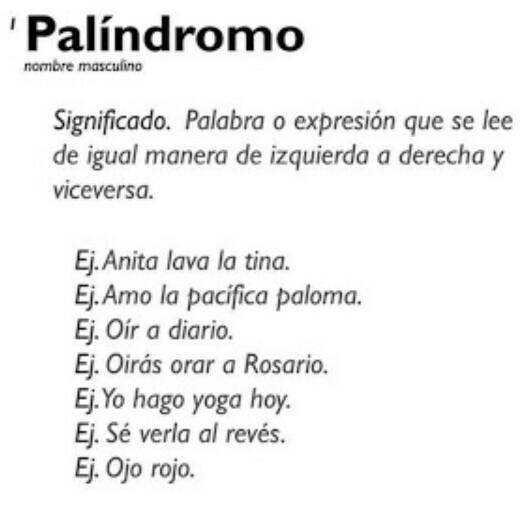 ' Palíndromo
nombre masculino
Significado. Palabra o expresión que se lee
de igual manera de izquierda a derecha y
viceversa.
Ej. Anita lava la tina.
Ej. Amo la pacífica paloma.
Ej. Oír a diario.
Ej. Oirás orar a Rosario.
Ej. Yo hago yoga hoy.
Ej. Sé verla al revés.
Ej. Ojo rojo.